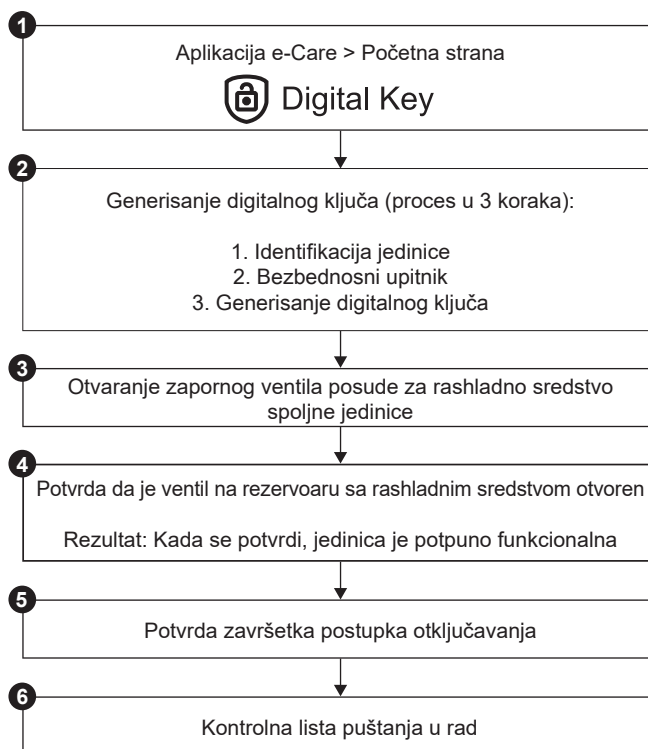 1
Aplikacija e-Care > Početna strana
Digital Key
2
Generisanje digitalnog ključa (proces u 3 koraka):
1. Identifikacija jedinice
2. Bezbednosni upitnik
3. Generisanje digitalnog ključa
3
Otvaranje zapornog ventila posude za rashladno sredstvo
spoljne jedinice
4
Potvrda da je ventil na rezervoaru sa rashladnim sredstvom otvoren
Rezultat: Kada se potvrdi, jedinica je potpuno funkcionalna
5
Potvrda završetka postupka otključavanja
6
Kontrolna lista puštanja u rad